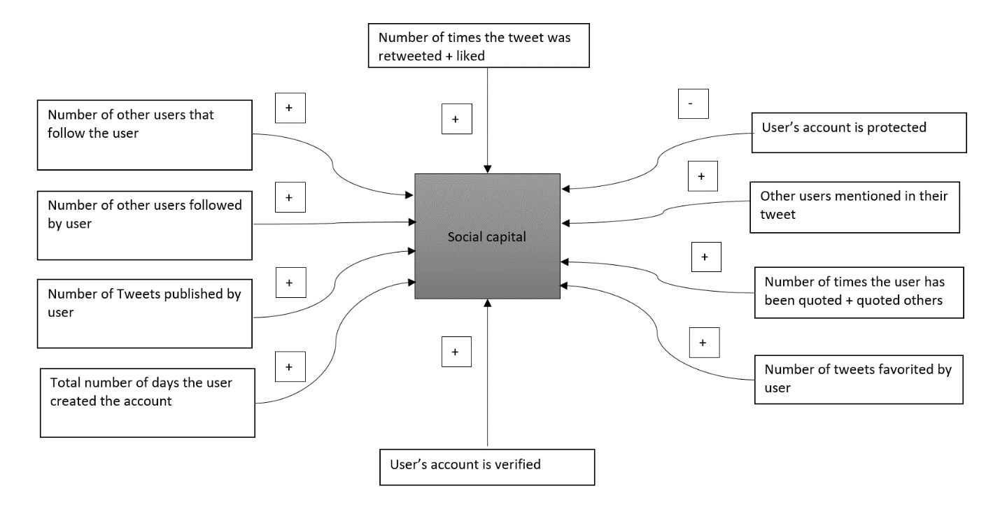 Number of times the tweet was
retweeted + liked
+
-
+
Number of other users that
follow the user
User's account is protected
+
+
Other users mentioned in their
tweet
Number of other users followed
by user
Social capital
+
+
Number of times the user has
been quoted + quoted others
Number of Tweets published by
user
+
+
Number of tweets favorited by
user
Total number of days the user
created the account
+
User's account is verified